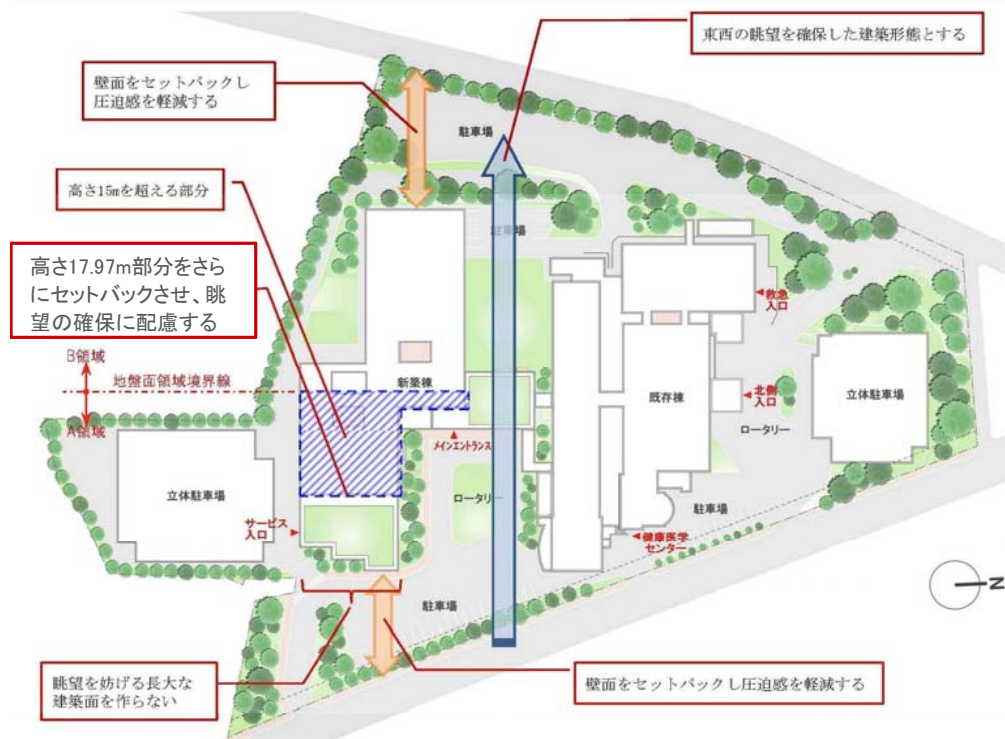 東西の眺望を確保した建築形態とする
壁面をセットバックし
圧迫感を軽減する
駐車場
高さ15mを超える部分
駐車場
高さ17.97m部分をさら
にセットバックさせ、眺
望の確保に配慮する
救急
入口
B領域
地盤面領域境界線
新築棟
既存棟
北側
入口
立体駐車場
A領域
メインエントランス
ロータリー
立体駐車場
ロータリー
駐車場
サービス
入口
健康医学
センター
N
駐車場
眺望を妨げる長大な
建築面を作らない
壁面をセットバックし圧迫感を軽減する